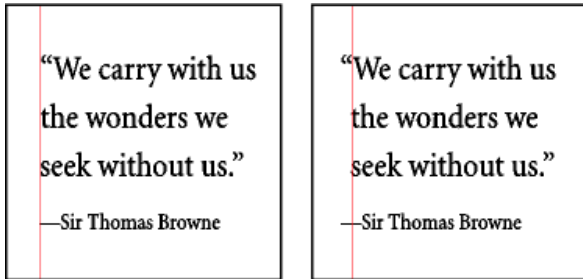 “We carry with us
the wonders we
seek without us.”
—Sir Thomas Browne
“We carry with us
the wonders we
seek without us.”
—Sir Thomas Browne